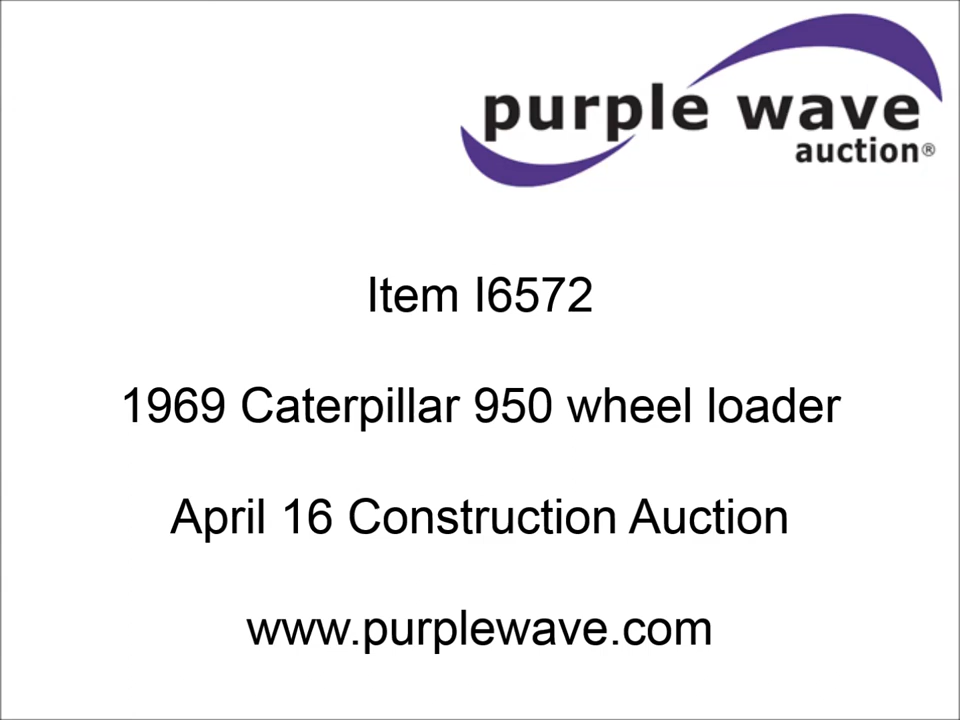 purple wave
auction®
Item I6572
1969 Caterpillar 950 wheel loader
April 16 Construction Auction
www.purplewave.com